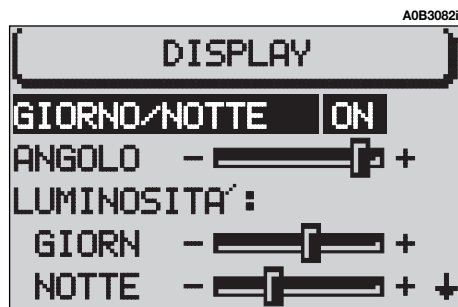 A0B3082i
DISPLAY
GIORNO/NOTTE ON
ANGOLO - +
LUMINOSITA´:
GIORN - +
NOTTE - +